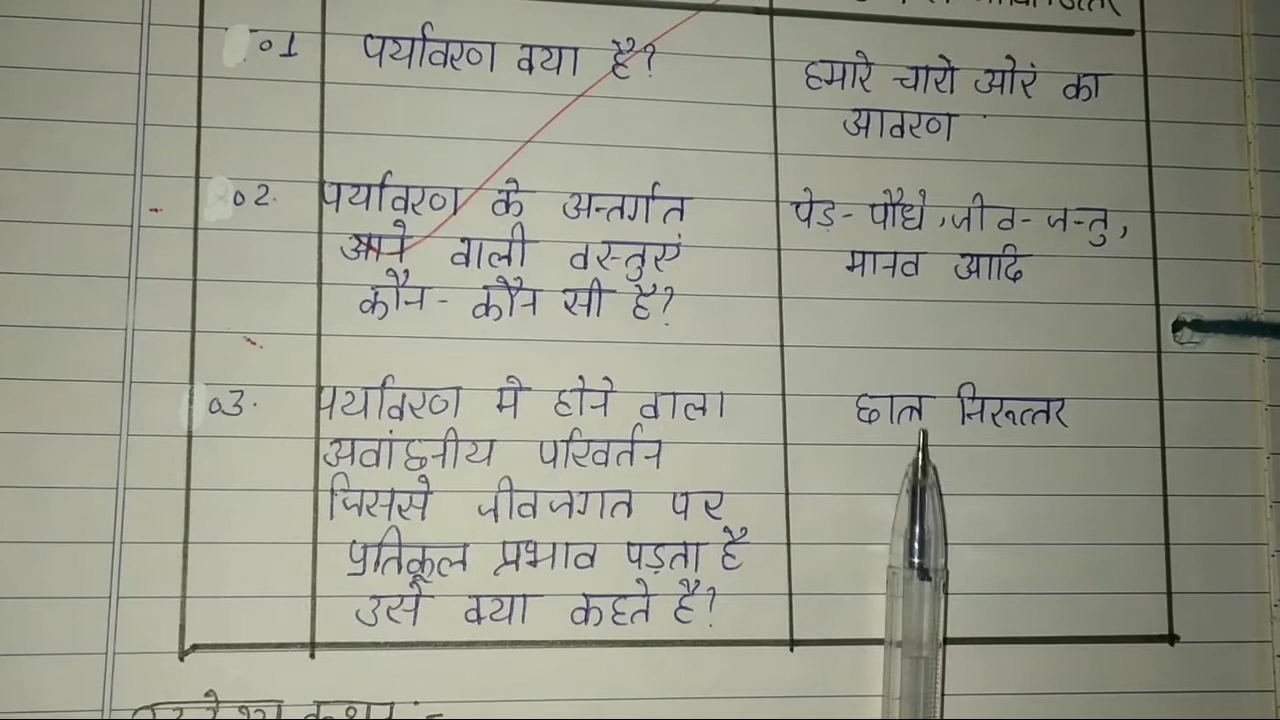 01 पर्यावरण क्या है?
हमारे चारो ओर का
आवरण
02. पर्यावरण के अन्तर्गत
आने वाली वस्तुएं
कौन-कौन सी है?
पेड़-पौधे, जीव-जन्तु,
मानव आदि
03. पर्यावरण मे होने वाला
अवांछनीय परिवर्तन
जिससे जीवजगत पर
प्रतिकूल प्रभाव पड़ता है
उसे क्या कहते है?
छात्र निरूत्तर